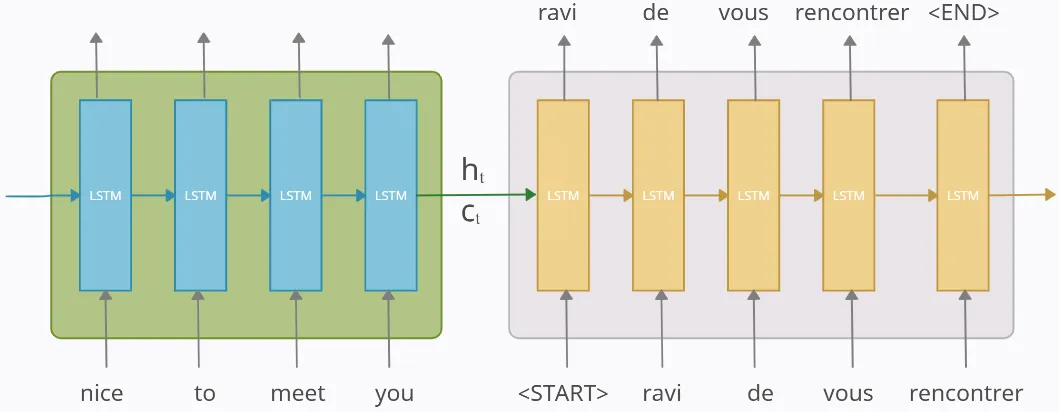 ravi de vous rencontrer <END>
h_t
LSTM LSTM LSTM LSTM LSTM LSTM LSTM LSTM LSTM
c_t
nice to meet you <START> ravi de vous rencontrer